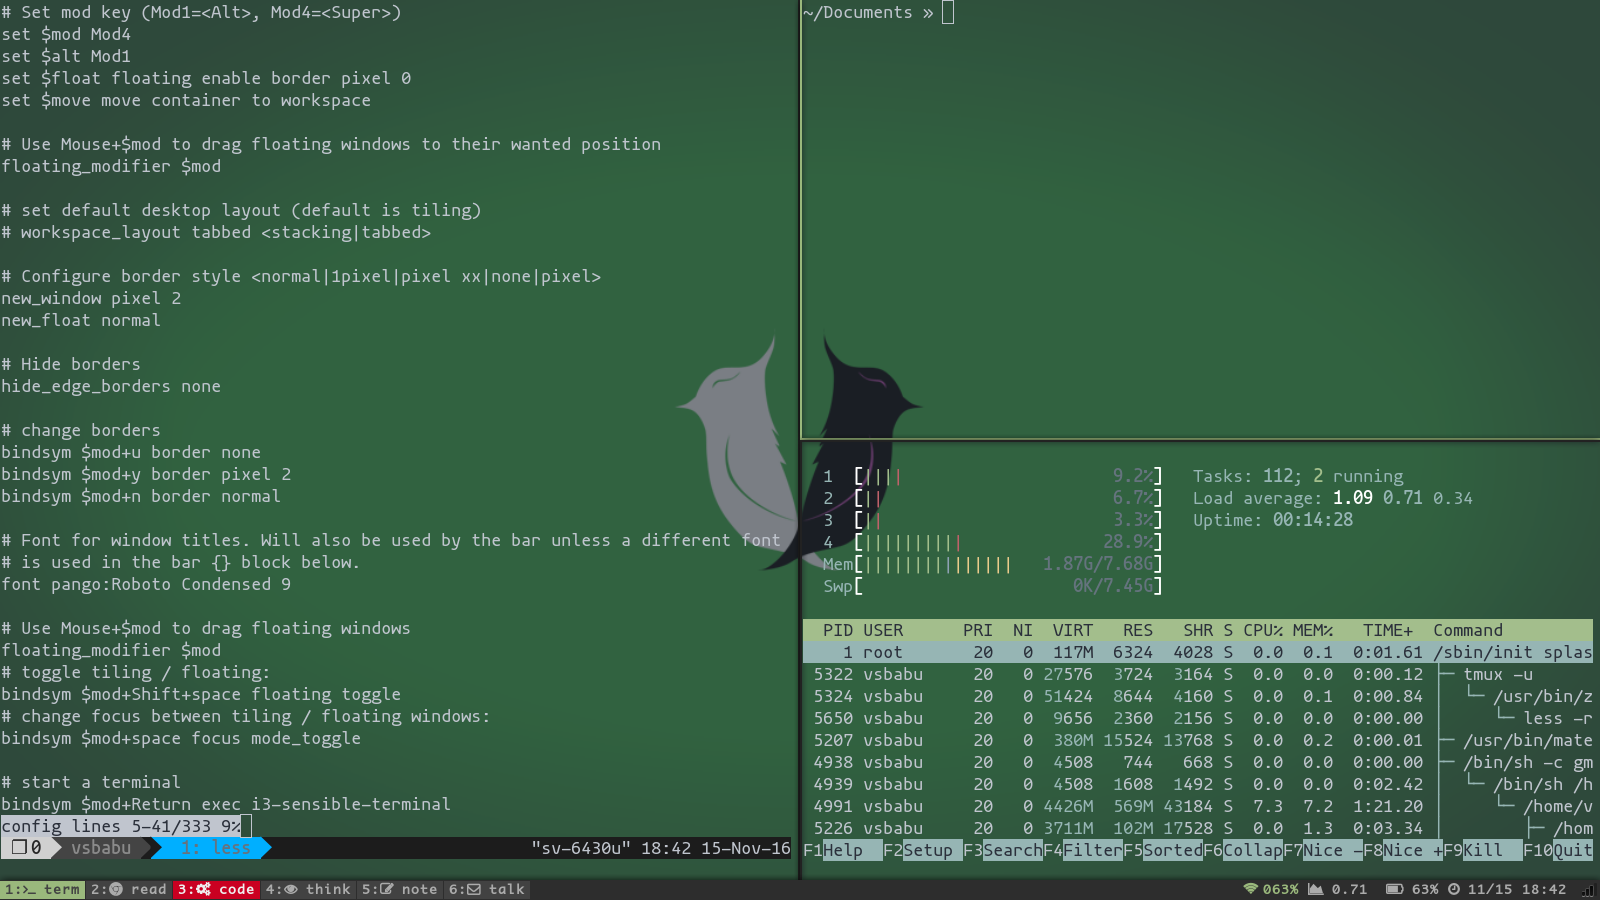 # Set mod key (Mod1=<Alt>, Mod4=<Super>)
set $mod Mod4
set $alt Mod1
set $float floating enable border pixel 0
set $move move container to workspace
# Use Mouse+$mod to drag floating windows to their wanted position
floating_modifier $mod
# set default desktop layout (default is tiling)
# workspace_layout tabbed <stacking|tabbed>
# Configure border style <normal|1pixel|pixel xx|none|pixel>
new_window pixel 2
new_float normal
# Hide borders
hide_edge_borders none
# change borders
bindsym $mod+u border none
bindsym $mod+y border pixel 2
bindsym $mod+n border normal
# Font for window titles. Will also be used by the bar unless a different font
# is used in the bar {} block below.
font pango:Roboto Condensed 9
# Use Mouse+$mod to drag floating windows
floating_modifier $mod
# toggle tiling / floating:
bindsym $mod+Shift+space floating toggle
# change focus between tiling / floating windows:
bindsym $mod+space focus mode_toggle
# start a terminal
bindsym $mod+Return exec i3-sensible-terminal
config lines 5-41/333 9%
0 vsbabu 1: less "sv-6430u" 18:42 15-Nov-16
~/Documents »
1 [||||| 9.2%] Tasks: 112; 2 running
2 [|| 6.7%] Load average: 1.09 0.71 0.34
3 [|| 3.3%] Uptime: 00:14:28
4 [|||||||||| 28.9%]
Mem[||||||||||||||| 1.87G/7.68G]
Swp[ 0K/7.45G]
PID USER PRI NI VIRT RES SHR S CPU% MEM% TIME+ Command
1 root 20 0 117M 6324 4028 S 0.0 0.1 0:01.61 /sbin/init splas
5322 vsbabu 20 0 27576 3724 3164 S 0.0 0.0 0:00.12 ├─ tmux -u
5324 vsbabu 20 0 51424 8644 4160 S 0.0 0.1 0:00.84 │ └─ /usr/bin/z
5650 vsbabu 20 0 9656 2360 2156 S 0.0 0.0 0:00.00 │ └─ less -r
5207 vsbabu 20 0 380M 15524 13768 S 0.0 0.2 0:00.01 ├─ /usr/bin/mate
4938 vsbabu 20 0 4508 744 668 S 0.0 0.0 0:00.00 ├─ /bin/sh -c gm
4939 vsbabu 20 0 4508 1608 1492 S 0.0 0.0 0:02.42 │ └─ /bin/sh /h
4991 vsbabu 20 0 4426M 569M 43184 S 7.3 7.2 1:21.20 │ └─ /home/v
5226 vsbabu 20 0 3711M 102M 17528 S 0.0 1.3 0:03.34 │ ├─ /hom
F1Help F2Setup F3SearchF4FilterF5SortedF6CollapF7Nice -F8Nice +F9Kill F10Quit
1:>_ term 2: read 3: code 4: think 5: note 6: talk 063% 0.71 63% 11/15 18:42